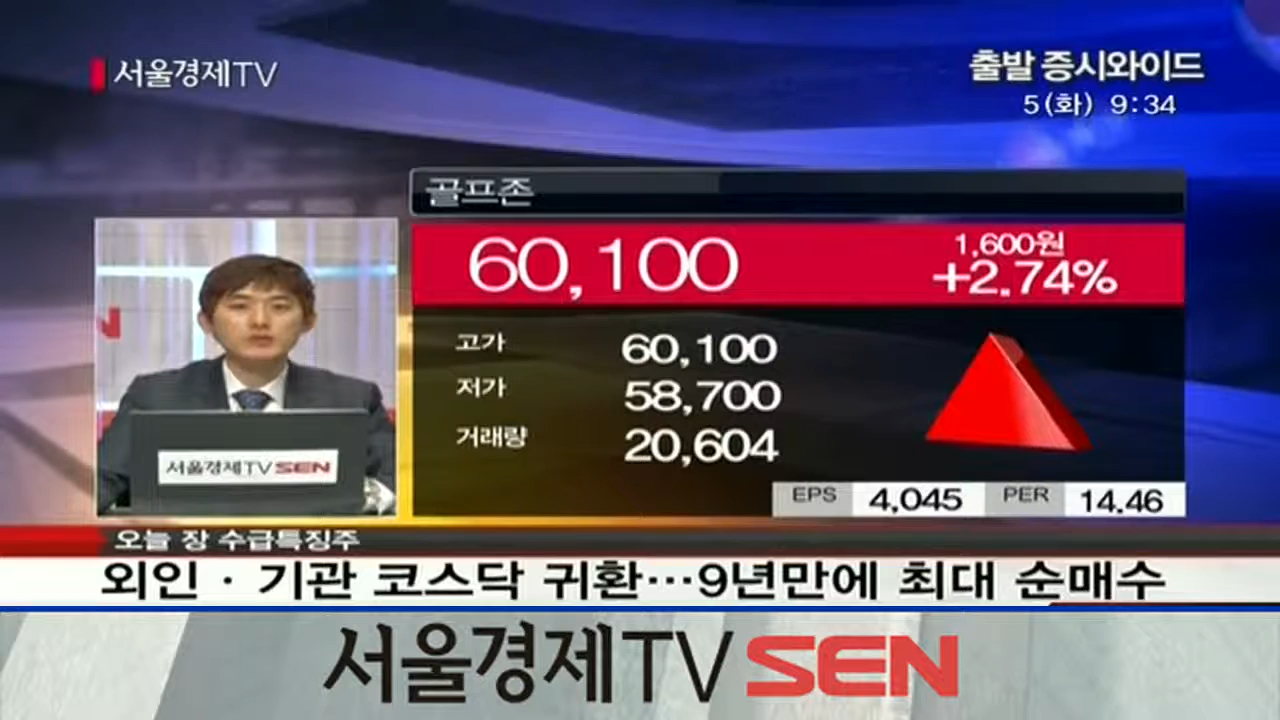 서울경제TV
출발 증시와이드
5(화) 9:34
골프존
60,100
1,600원
+2.74%
고가 60,100
저가 58,700
거래량 20,604
EPS 4,045 PER 14.46
서울경제TV SEN
오늘 장 수급특징주
외인·기관 코스닥 귀환…9년만에 최대 순매수
서울경제TV SEN